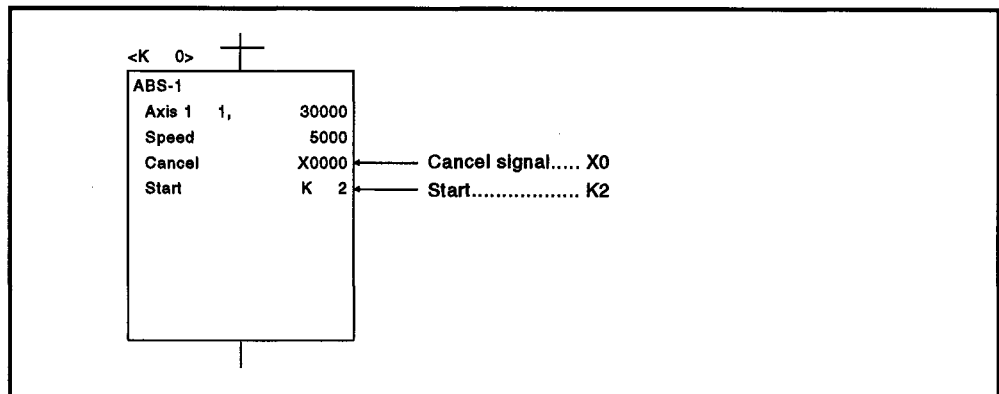 <K 0>
ABS-1
Axis 1 1, 30000
Speed 5000
Cancel X0000
Cancel signal..... X0
Start K 2
Start.................. K2